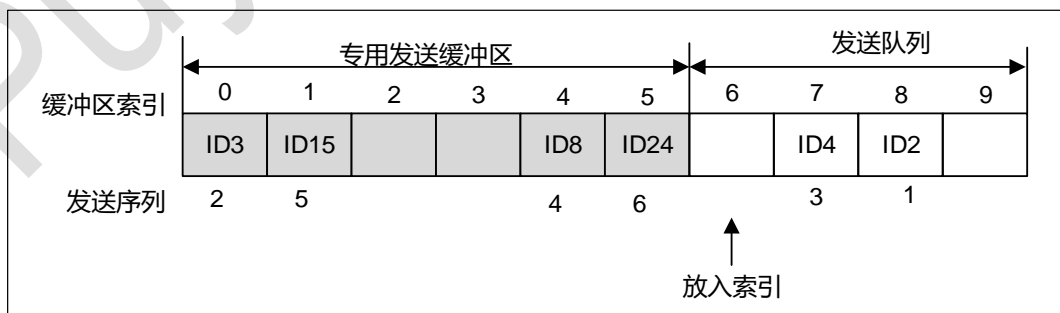 Puy
专用发送缓冲区 发送队列
缓冲区索引 0 1 2 3 4 5 6 7 8 9
ID3 ID15 ID8 ID24 ID4 ID2
发送序列 2 5 4 6 3 1
放入索引